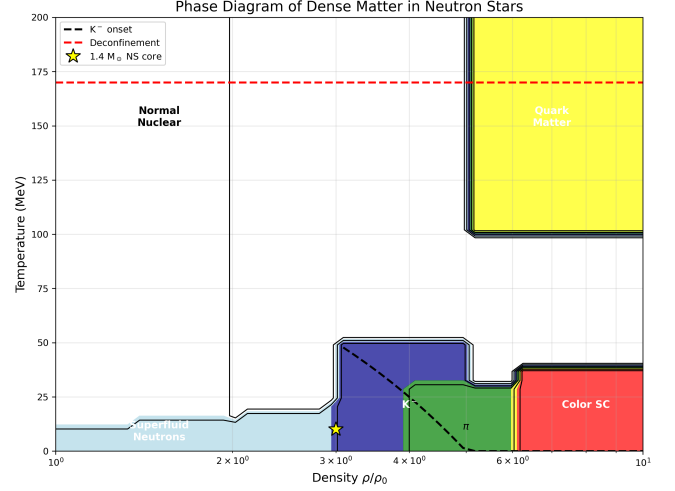 Phase Diagram of Dense Matter in Neutron Stars
K⁻ onset
Deconfinement
1.4 M☉ NS core
Temperature (MeV)
200
175
150
125
100
75
50
25
0
Normal
Nuclear
Quark
Matter
Superfluid
Neutrons
K⁻
π
Color SC
10⁰
2 × 10⁰
3 × 10⁰
4 × 10⁰
6 × 10⁰
10¹
Density ρ/ρ₀